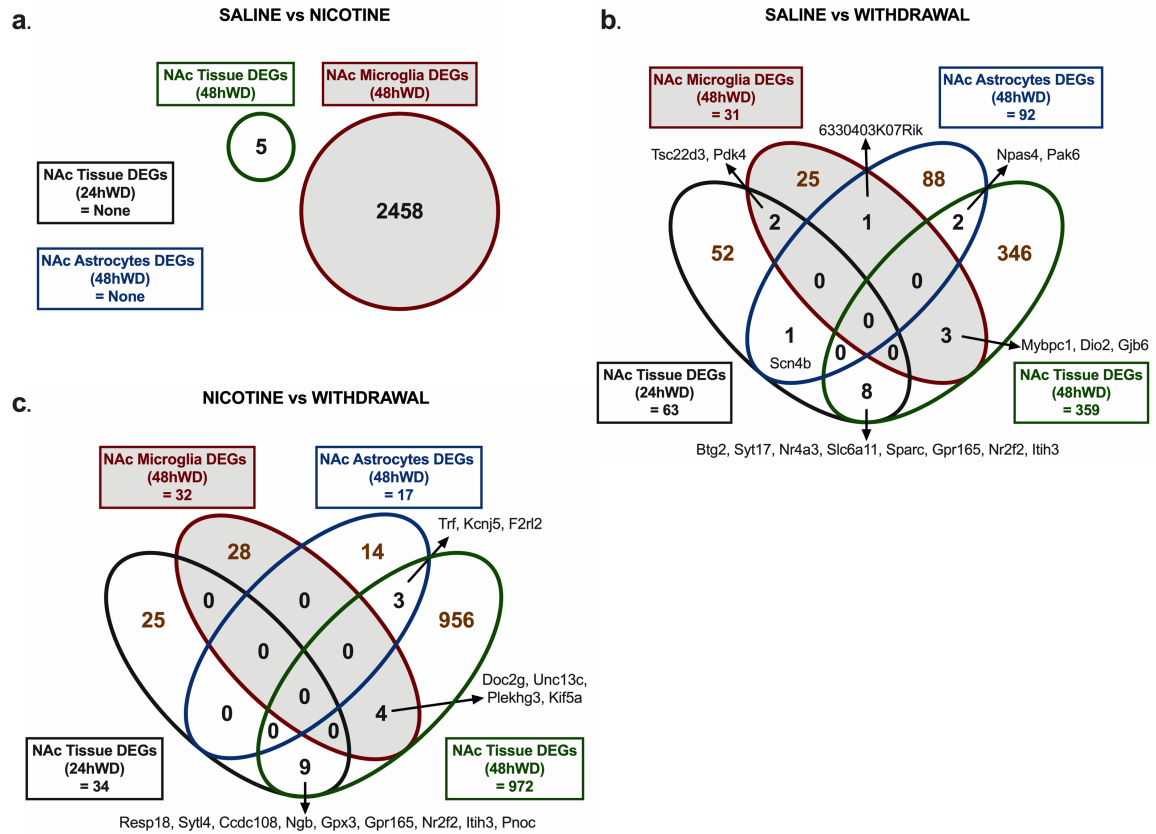 a.
SALINE vs NICOTINE
NAc Tissue DEGs
(48hWD)
NAc Microglia DEGs
(48hWD)
5
2458
NAc Tissue DEGs
(24hWD)
= None
NAc Astrocytes DEGs
(48hWD)
= None
b.
SALINE vs WITHDRAWAL
NAc Microglia DEGs
(48hWD)
= 31
NAc Astrocytes DEGs
(48hWD)
= 92
6330403K07Rik
Tsc22d3, Pdk4
Npas4, Pak6
25
88
2
1
2
52
346
0
0
0
1
3
Scn4b
0
0
Mybpc1, Dio2, Gjb6
NAc Tissue DEGs
(24hWD)
= 63
8
NAc Tissue DEGs
(48hWD)
= 359
Btg2, Syt17, Nr4a3, Slc6a11, Sparc, Gpr165, Nr2f2, Itih3
c.
NICOTINE vs WITHDRAWAL
NAc Microglia DEGs
(48hWD)
= 32
NAc Astrocytes DEGs
(48hWD)
= 17
Trf, Kcnj5, F2rl2
28
14
0
0
3
25
956
0
0
Doc2g, Unc13c,
Plekhg3, Kif5a
0
0
4
0
0
NAc Tissue DEGs
(24hWD)
= 34
9
NAc Tissue DEGs
(48hWD)
= 972
Resp18, Sytl4, Ccdc108, Ngb, Gpx3, Gpr165, Nr2f2, Itih3, Pnoc